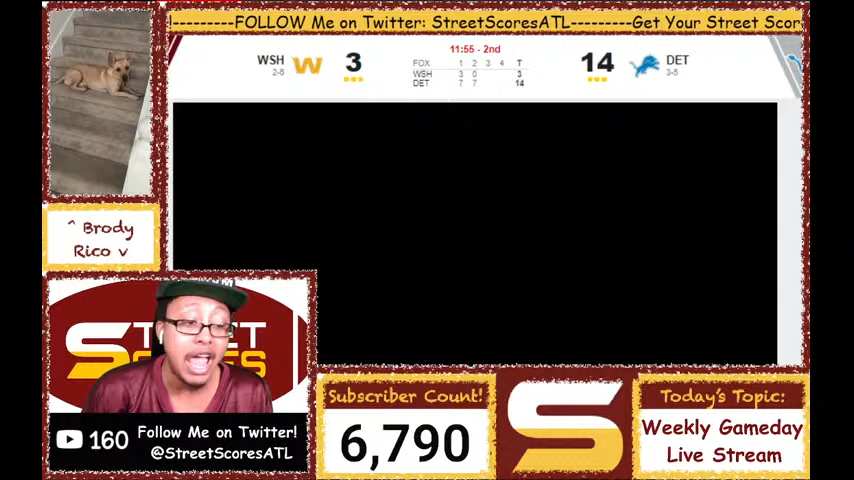 !---------FOLLOW Me on Twitter: StreetScoresATL---------Get Your Street Scor
WSH
2-6
W
3
11:55 - 2nd
FOX 1 2 3 4 T
WSH 3 0 3
DET 7 7 14
14
DET
3-5
^ Brody
Rico v
STREET
SCORES
160
Follow Me on Twitter!
@StreetScoresATL
Subscriber Count!
6,790
S
Today's Topic:
Weekly Gameday
Live Stream